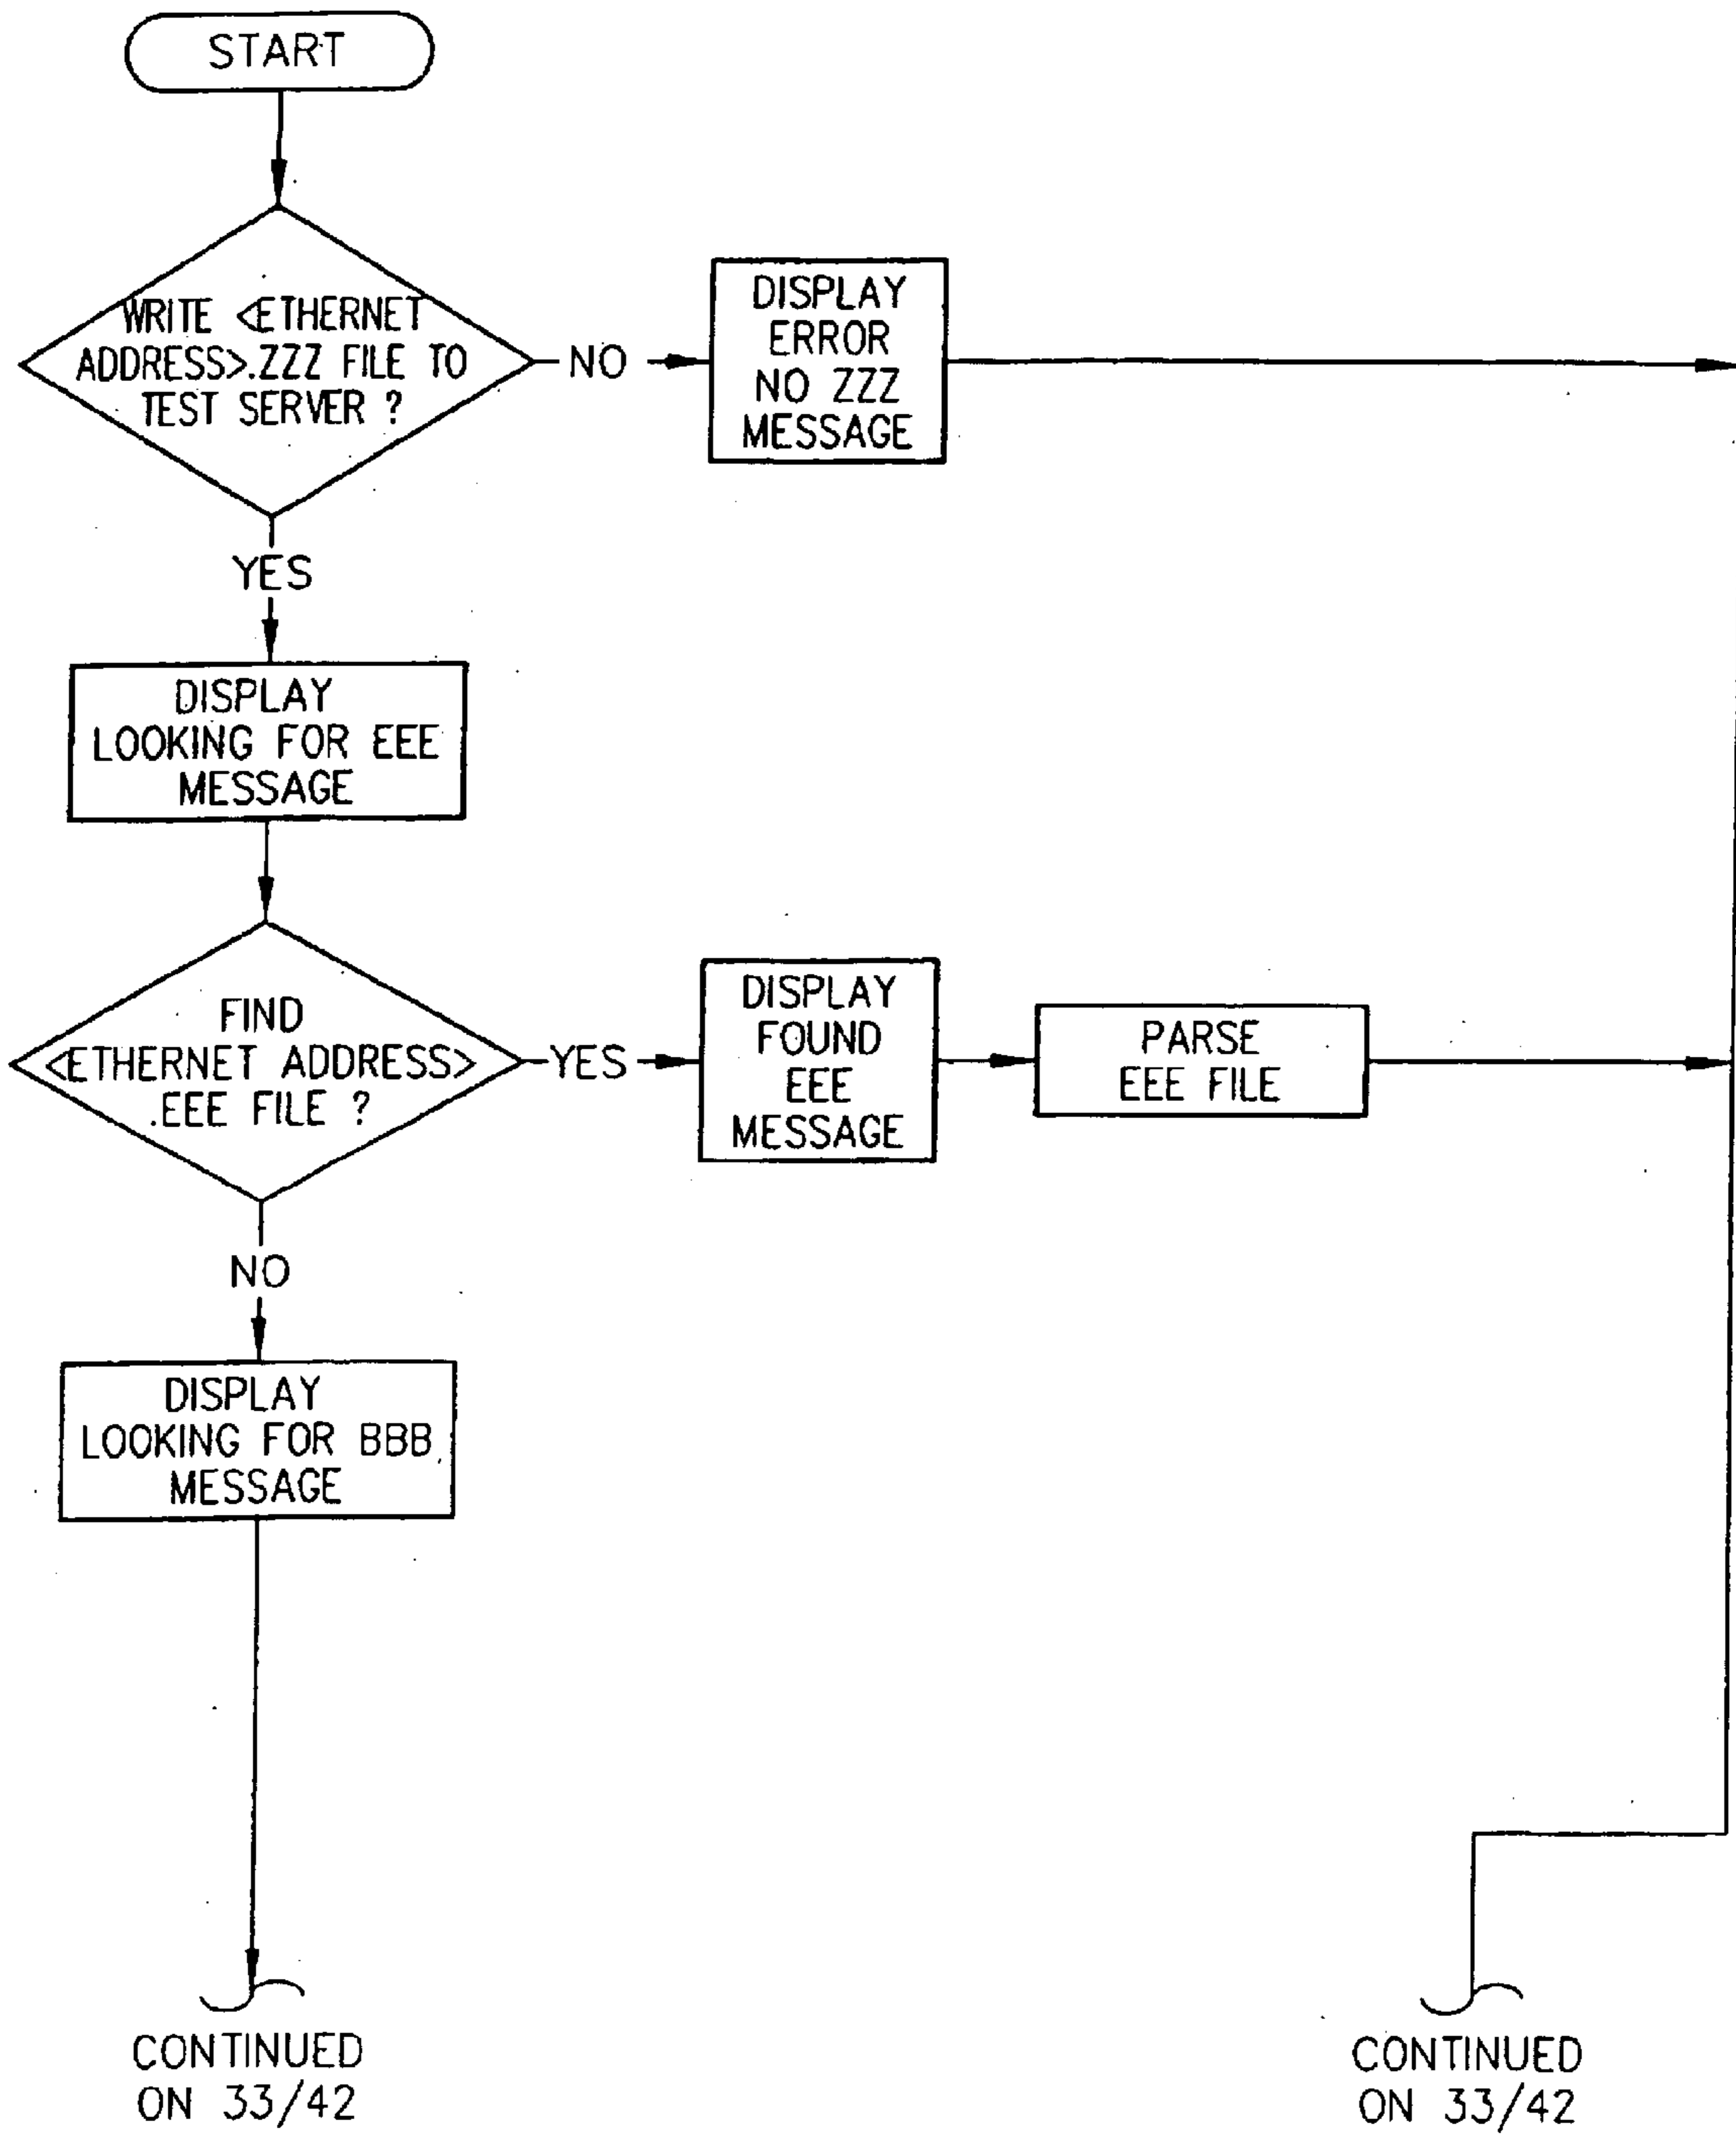 START
WRITE <ETHERNET
ADDRESS>.ZZZ FILE TO
TEST SERVER ?
NO
DISPLAY
ERROR
NO ZZZ
MESSAGE
YES
DISPLAY
LOOKING FOR EEE
MESSAGE
FIND
<ETHERNET ADDRESS>
.EEE FILE ?
YES
DISPLAY
FOUND
EEE
MESSAGE
PARSE
EEE FILE
NO
DISPLAY
LOOKING FOR BBB
MESSAGE
CONTINUED
ON 33/42
CONTINUED
ON 33/42